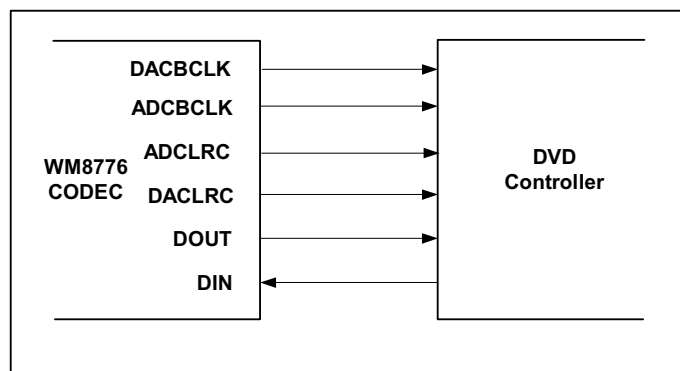 DACBCLK
ADCBCLK
ADCLRC
WM8776
CODEC
DACLRC
DOUT
DIN
DVD
Controller